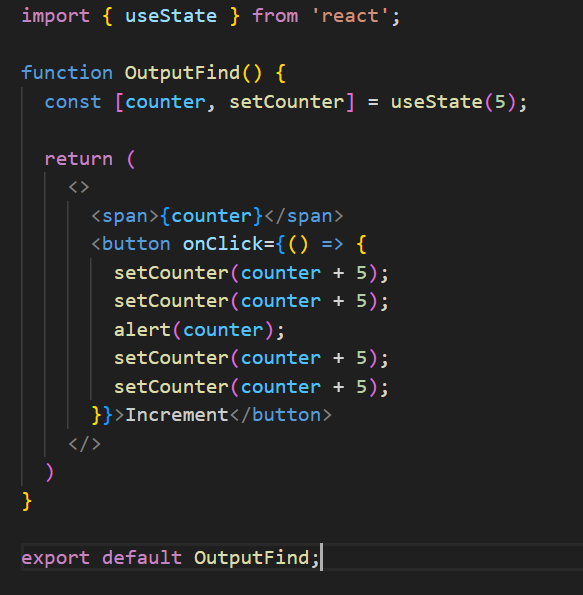 import { useState } from 'react';
function OutputFind() {
const [counter, setCounter] = useState(5);
return (
<>
<span>{counter}</span>
<button onClick={() => {
setCounter(counter + 5);
setCounter(counter + 5);
alert(counter);
setCounter(counter + 5);
setCounter(counter + 5);
}}>Increment</button>
</>
)
}
export default OutputFind;